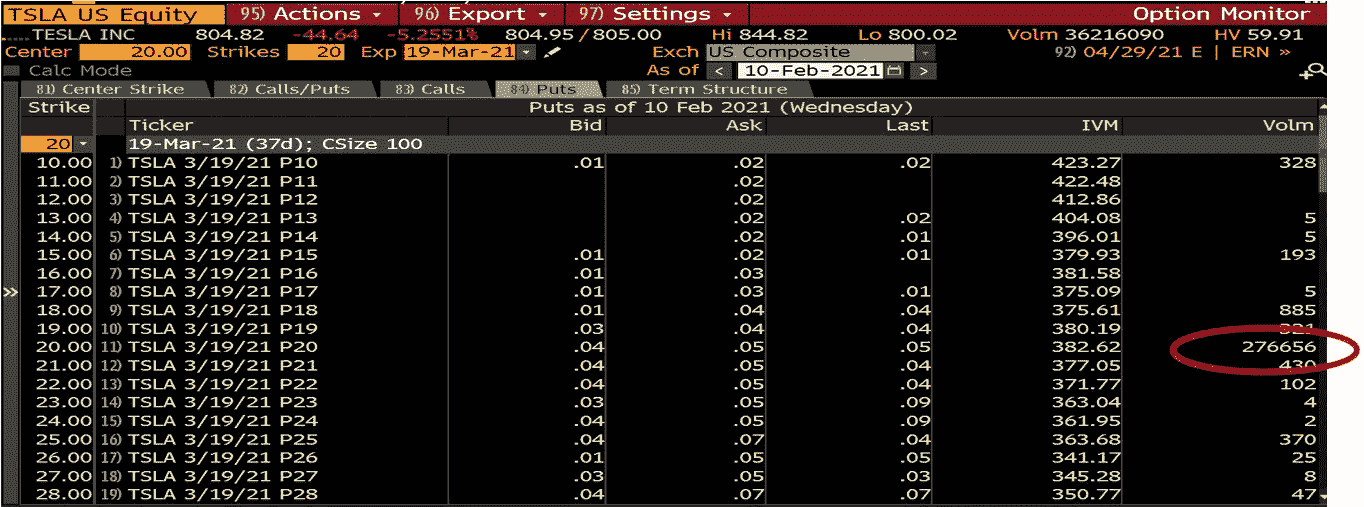 TSLA US Equity 95) Actions 96) Export 97) Settings Option Monitor
TESLA INC 804.82 -44.64 -5.2551% 804.95 / 805.00 Hi 844.82 Lo 800.02 Volm 36216090 HV 59.91
Center 20.00 Strikes 20 Exp 19-Mar-21 Exch US Composite 92) 04/29/21 E | ERN »
Calc Mode As of < 10-Feb-2021 >
81) Center Strike 82) Calls/Puts 83) Calls 84) Puts 85) Term Structure
Strike Puts as of 10 Feb 2021 (Wednesday)
Ticker Bid Ask Last IVM Volm
20 19-Mar-21 (37d); CSize 100
10.00 1) TSLA 3/19/21 P10 .01 .02 .02 423.27 328
11.00 2) TSLA 3/19/21 P11 .02 422.48
12.00 3) TSLA 3/19/21 P12 .02 412.86
13.00 4) TSLA 3/19/21 P13 .02 .02 404.08 5
14.00 5) TSLA 3/19/21 P14 .02 .01 396.01 5
15.00 6) TSLA 3/19/21 P15 .01 .02 .01 379.93 193
16.00 7) TSLA 3/19/21 P16 .01 .03 381.58
» 17.00 8) TSLA 3/19/21 P17 .01 .03 .01 375.09 5
18.00 9) TSLA 3/19/21 P18 .01 .04 .04 375.61 885
19.00 10) TSLA 3/19/21 P19 .03 .04 .04 380.19 321
20.00 11) TSLA 3/19/21 P20 .04 .05 .05 382.62 276656
21.00 12) TSLA 3/19/21 P21 .04 .05 .04 377.05 430
22.00 13) TSLA 3/19/21 P22 .04 .05 .04 371.77 102
23.00 14) TSLA 3/19/21 P23 .03 .05 .09 363.04 4
24.00 15) TSLA 3/19/21 P24 .04 .05 .09 361.95 2
25.00 16) TSLA 3/19/21 P25 .04 .07 .04 363.68 370
26.00 17) TSLA 3/19/21 P26 .01 .05 .05 341.17 25
27.00 18) TSLA 3/19/21 P27 .03 .05 .03 345.28 8
28.00 19) TSLA 3/19/21 P28 .04 .07 .07 350.77 47